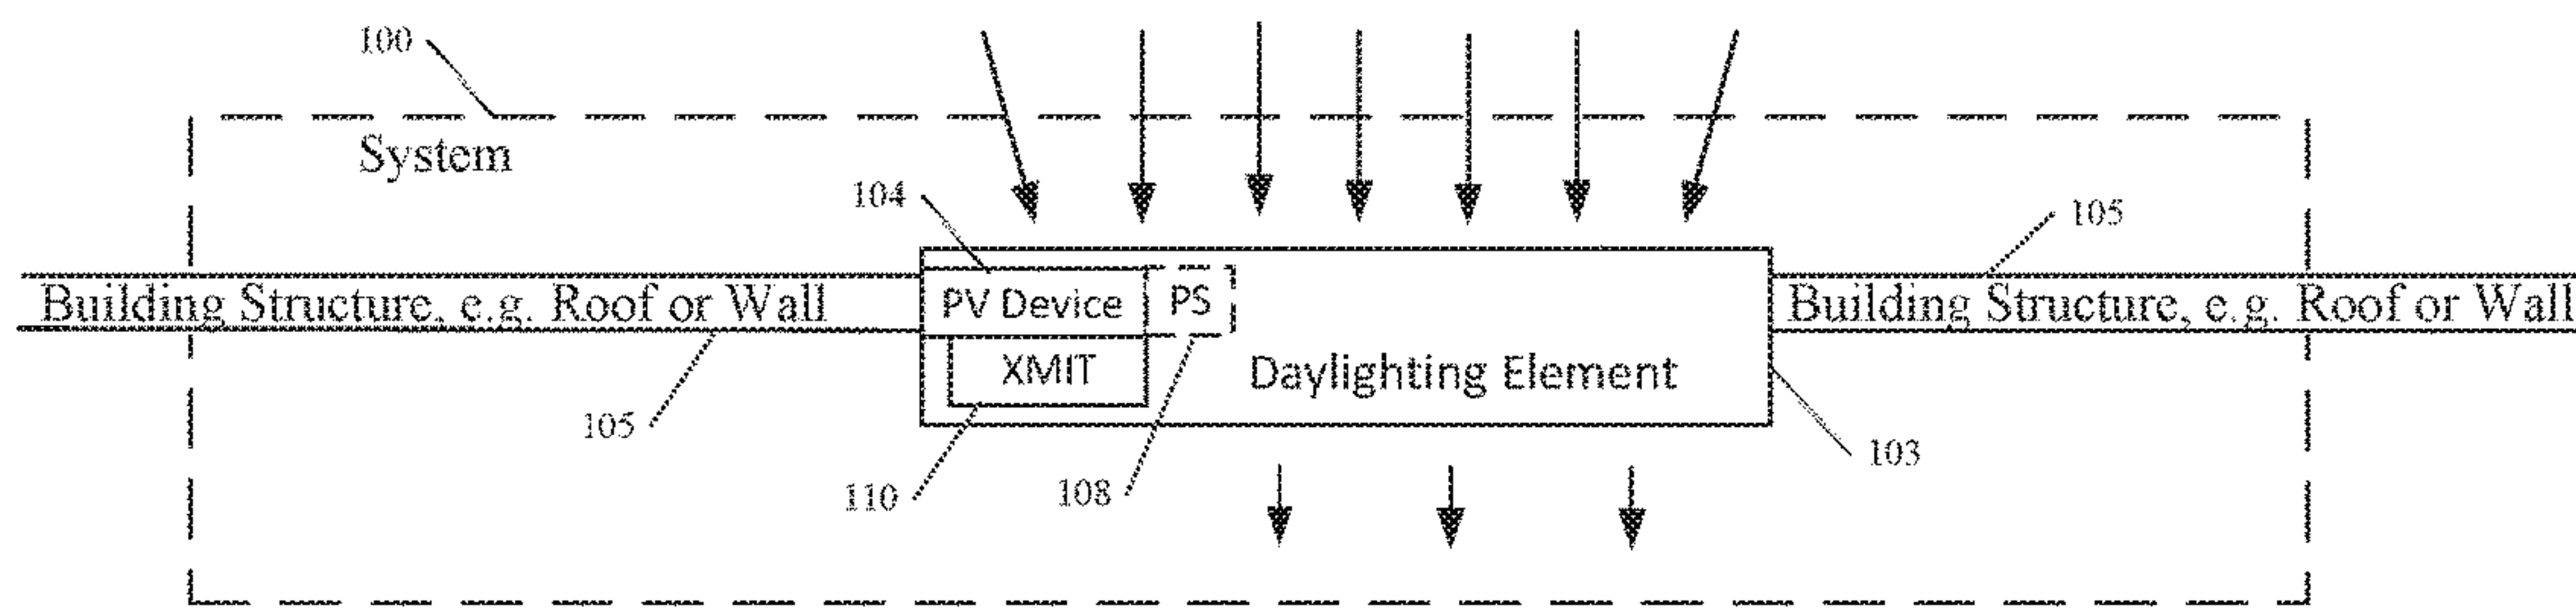 100
System
104
105
Building Structure, e.g. Roof or Wall
PV Device
PS
Building Structure, e.g. Roof or Wall
XMIT
Daylighting Element
105
110
108
103